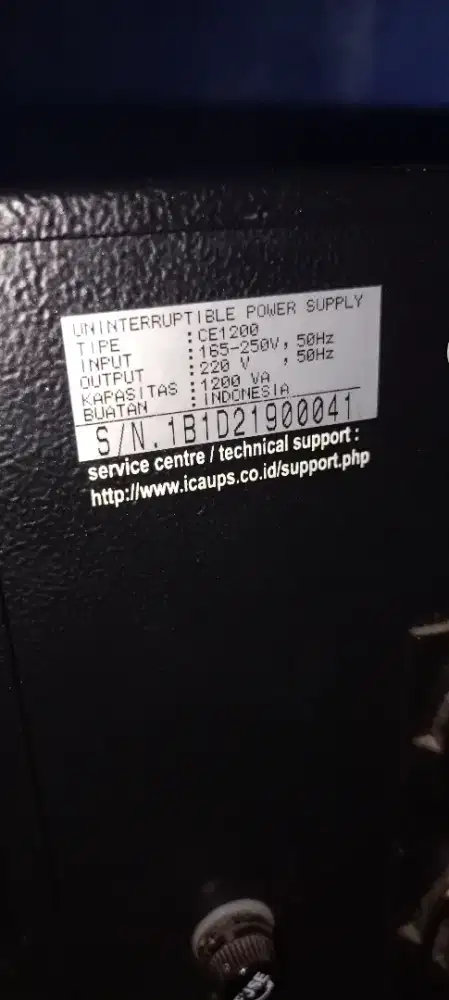 UNINTERRUPTIBLE POWER SUPPLY
TIPE : CE1200
INPUT : 165-250V, 50Hz
OUTPUT : 220 V , 50Hz
KAPASITAS : 1200 VA
BUATAN : INDONESIA
S/N. 1B1D21900041
service centre / technical support :
http://www.icaups.co.id/support.php
FUSE